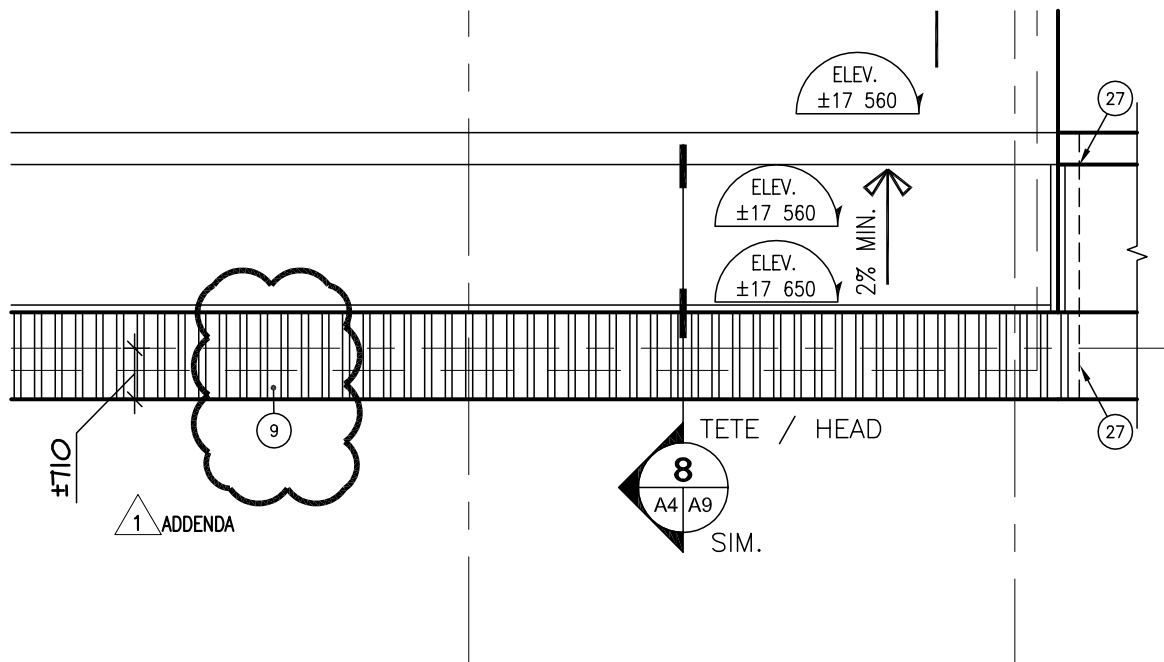 ELEV.
±17 560
27
ELEV.
±17 560
2% MIN.
ELEV.
±17 650
9
±710
1 ADDENDA
TETE / HEAD
27
8
A4 A9
SIM.